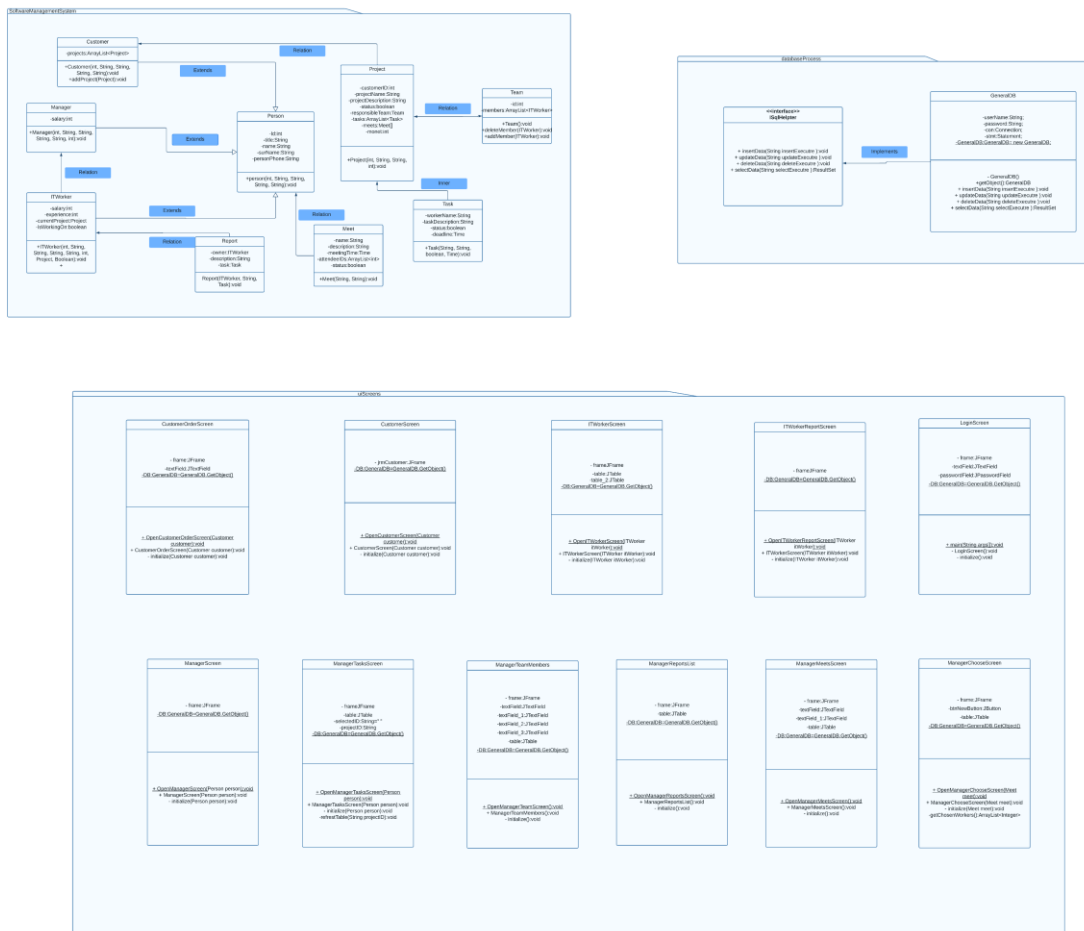 SoftwareManagementSystem
Customer
-projects:ArrayList<Project>
+Customer(int, String, String,
String, String):void
+addProject(Project):void
Relation
Extends
Manager
-salary:int
+Manager(int, String, String,
String, String, int):void
Extends
Relation
Person
-Id:int
-title:String
-name:String
-surName:String
-personPhone:String
+person(int, String, String,
String, String):void
Project
-customerID:int
-projectName:String
-projectDescription:String
-status:boolean
-responsibleTeam:Team
-tasks:ArrayList<Task>
-meets:Meet[]
+Project(int, String, String,
int):void
Relation
Team
-Id:int
-members:ArrayList<ITWorker>
+Team():void
+deleteMember(ITWorker):void
+addMember(ITWorker):void
ITWorker
-salary:int
-experience:int
-currentProject:Project
-isWorkingOn:boolean
+ITWorker(int, String,
String, String, String, int,
Project, Boolean):void
+
Extends
Relation
Report
-owner:ITWorker
-description:String
-task:Task
Report(ITWorker, String,
Task):void
Relation
Meet
-name:String
-description:String
-meetingTime:Time
-attenderIDs:ArrayList<int>
-status:boolean
+Meet(String, String):void
Task
-workerName:String
-taskDescription:String
-status:boolean
-deadline:Time
+Task(String, String,
boolean, Time):void
databaseProcess
<<Interface>>
ISqlHelpter
+ insertData(String insertExecutre ):void
+ updateData(String updateExecutre ):void
+ deleteData(String deleteExecutre ):void
+ selectData(String selectExecutre ):ResultSet
Implements
GeneralDB
-userName:String;
-password:String;
-con:Connection;
-stmt:Statement;
-GeneralDB:GeneralDB:: new GeneralDB;
- GeneralDB()
+getObject():GeneralDB
+ insertData(String insertExecutre ):void
+ updateData(String updateExecutre ):void
+ deleteData(String deleteExecutre ):void
+ selectData(String selectExecutre ):ResultSet
uiScreens
CustomerOrderScreen
- frame:JFrame
-textField:JTextField
-DB:GeneralDB=GeneralDB.GetObject()
+ OpenCustomerOrderScreen(Customer
customer):void
+ CustomerOrderScreen(Customer customer):void
- initialize(Customer customer):void
CustomerScreen
- jrmCustomer:JFrame
-DB:GeneralDB=GeneralDB.GetObject()
+ OpenCustomerScreen(Customer
customer):void
+ CustomerScreen(Customer customer):void
- initialize(Customer customer):void
ITWorkerScreen
- frameJFrame
-table:JTable
-table_2:JTable
-DB:GeneralDB=GeneralDB.GetObject()
+ OpenITWorkerScreen(ITWorker
itWorker):void
+ ITWorkerScreen(ITWorker itWorker):void
- initialize(ITWorker itWorker):void
ITWorkerReportScreen
- frame:JFrame
-DB:GeneralDB=GeneralDB.GetObject()
+ OpenITWorkerReportScreen(ITWorker
itWorker):void
+ ITWorkerScreen(ITWorker itWorker):void
- initialize(ITWorker itWorker):void
LoginScreen
- frame:JFrame
-textField:JTextField
-passwordField:JPasswordField
-DB:GeneralDB=GeneralDB.GetObject()
+ main(String args[]):void
- LoginScreen():void
- initialize():void
ManagerScreen
- frame:JFrame
-DB:GeneralDB=GeneralDB.GetObject()
+ OpenManagerScreen(Person person):void
+ ManagerScreen(Person person):void
- initialize(Person person):void
ManagerTasksScreen
- frameJFrame
-table:JTable
-selectedID:String=" "
-projectID:String
-DB:GeneralDB=GeneralDB.GetObject()
+ OpenManagerTasksScreen(Person
person):void
+ ManagerTasksScreen(Person person):void
- initialize(Person person):void
-refreshTable(String projectID):void
ManagerTeamMembers
- frame:JFrame
-textField:JTextField
-textField_1:JTextField
-textField_2:JTextField
-textField_3:JTextField
-table:JTable
-DB:GeneralDB=GeneralDB.GetObject()
+ OpenManagerTeamScreen():void
+ ManagerTeamMembers():void
- initialize():void
ManagerReportsList
- frame:JFrame
-table:JTable
-DB:GeneralDB=GeneralDB.GetObject()
+ OpenManagerReportsScreen():void
+ ManagerReportsList():void
- initialize():void
ManagerMeetsScreen
- frame:JFrame
-textField:JTextField
-textField_1:JTextField
-table:JTable
-DB:GeneralDB=GeneralDB.GetObject()
+ OpenManagerMeetsScreen():void
+ ManagerMeetsScreen():void
- initialize():void
ManagerChooseScreen
- frame:JFrame
-btnNewButton:JButton
-table:JTable
-DB:GeneralDB=GeneralDB.GetObject()
+ OpenManagerChooseScreen(Meet
meet):void
+ ManagerChooseScreen(Meet meet):void
- initialize(Meet meet):void
-getChosenWorkers():ArrayList<Integer>